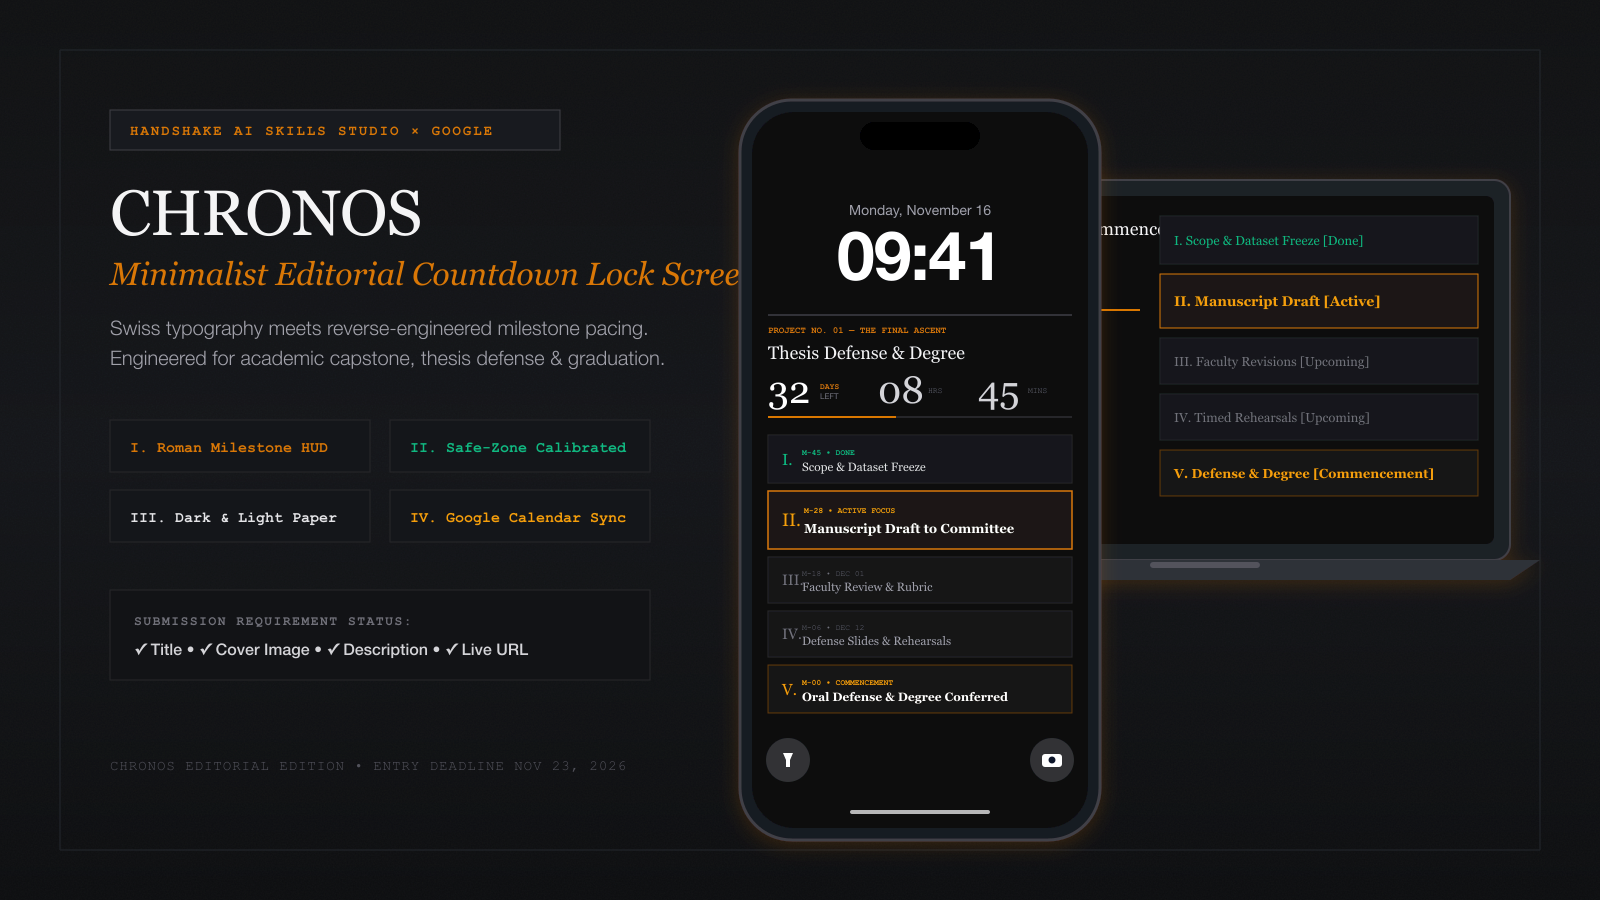 HANDSHAKE AI SKILLS STUDIO × GOOGLE
CHRONOS
Minimalist Editorial Countdown Lock Scree
Swiss typography meets reverse-engineered milestone pacing.
Engineered for academic capstone, thesis defense & graduation.
I. Roman Milestone HUD
II. Safe-Zone Calibrated
III. Dark & Light Paper
IV. Google Calendar Sync
SUBMISSION REQUIREMENT STATUS:
✓ Title • ✓ Cover Image • ✓ Description • ✓ Live URL
CHRONOS EDITORIAL EDITION • ENTRY DEADLINE NOV 23, 2026
Monday, November 16
09:41
PROJECT NO. 01 — THE FINAL ASCENT
Thesis Defense & Degree
32 DAYS LEFT 08 HRS 45 MINS
I. M-45 • DONE
Scope & Dataset Freeze
II. M-28 • ACTIVE FOCUS
Manuscript Draft to Committee
III. M-18 • DEC 01
Faculty Review & Rubric
IV. M-06 • DEC 12
Defense Slides & Rehearsals
V. M-00 • COMMENCEMENT
Oral Defense & Degree Conferred
mmenc
I. Scope & Dataset Freeze [Done]
II. Manuscript Draft [Active]
III. Faculty Revisions [Upcoming]
IV. Timed Rehearsals [Upcoming]
V. Defense & Degree [Commencement]